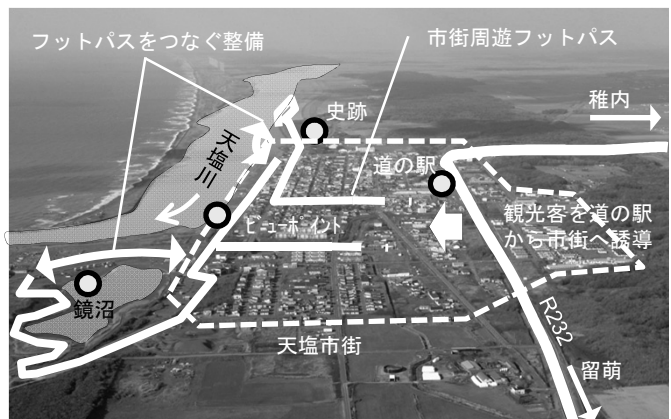 フットパスをつなぐ整備
市街周遊フットパス
稚内
史跡
天塩川
道の駅
ビューポイント
観光客を道の駅
から市街へ誘導
鏡沼
天塩市街
R232
留萌